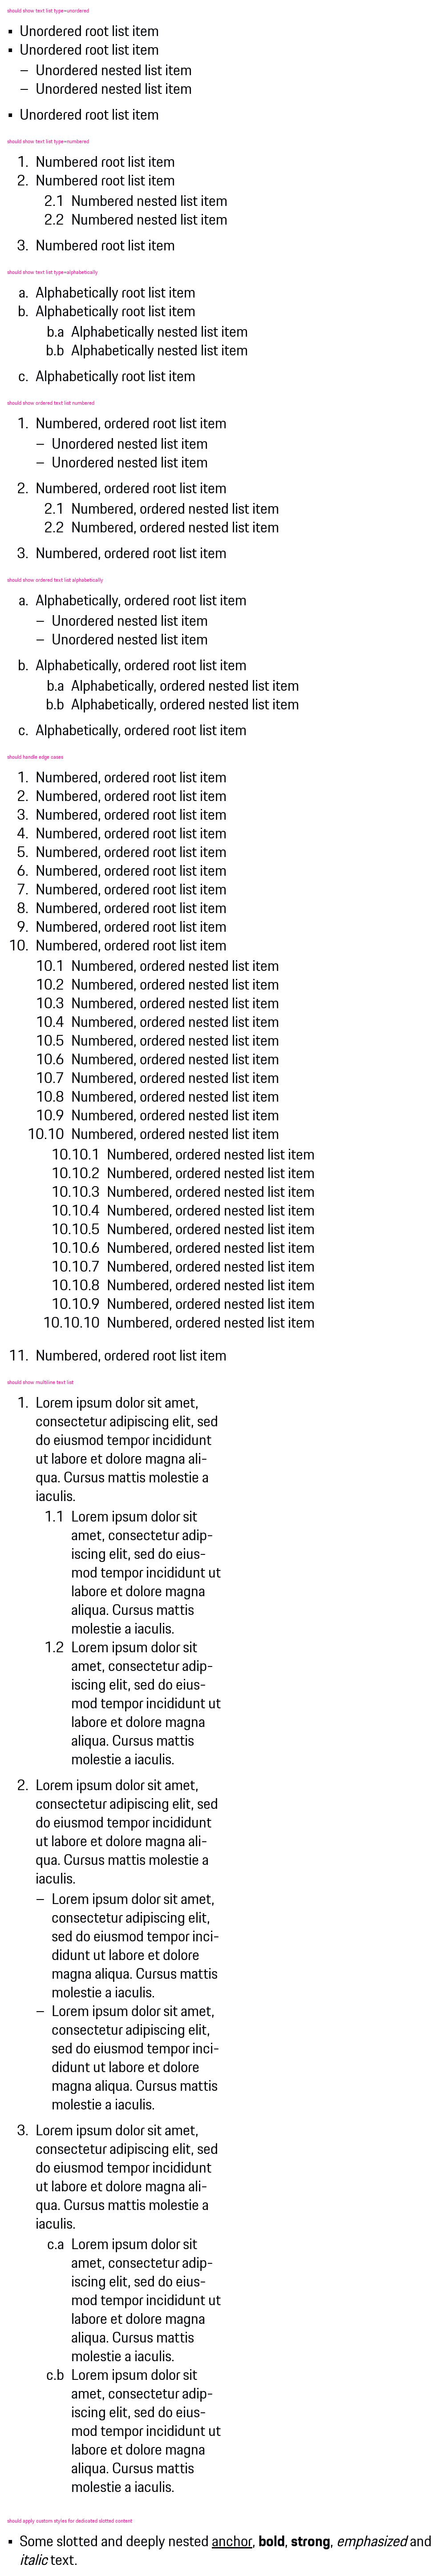 should show text list type=unordered
▪ Unordered root list item
▪ Unordered root list item
– Unordered nested list item
– Unordered nested list item
▪ Unordered root list item
should show text list type=numbered
1. Numbered root list item
2. Numbered root list item
2.1 Numbered nested list item
2.2 Numbered nested list item
3. Numbered root list item
should show text list type=alphabetically
a. Alphabetically root list item
b. Alphabetically root list item
b.a Alphabetically nested list item
b.b Alphabetically nested list item
c. Alphabetically root list item
should show ordered text list numbered
1. Numbered, ordered root list item
– Unordered nested list item
– Unordered nested list item
2. Numbered, ordered root list item
2.1 Numbered, ordered nested list item
2.2 Numbered, ordered nested list item
3. Numbered, ordered root list item
should show ordered text list alphabetically
a. Alphabetically, ordered root list item
– Unordered nested list item
– Unordered nested list item
b. Alphabetically, ordered root list item
b.a Alphabetically, ordered nested list item
b.b Alphabetically, ordered nested list item
c. Alphabetically, ordered root list item
should handle edge cases
1. Numbered, ordered root list item
2. Numbered, ordered root list item
3. Numbered, ordered root list item
4. Numbered, ordered root list item
5. Numbered, ordered root list item
6. Numbered, ordered root list item
7. Numbered, ordered root list item
8. Numbered, ordered root list item
9. Numbered, ordered root list item
10. Numbered, ordered root list item
10.1 Numbered, ordered nested list item
10.2 Numbered, ordered nested list item
10.3 Numbered, ordered nested list item
10.4 Numbered, ordered nested list item
10.5 Numbered, ordered nested list item
10.6 Numbered, ordered nested list item
10.7 Numbered, ordered nested list item
10.8 Numbered, ordered nested list item
10.9 Numbered, ordered nested list item
10.10 Numbered, ordered nested list item
10.10.1 Numbered, ordered nested list item
10.10.2 Numbered, ordered nested list item
10.10.3 Numbered, ordered nested list item
10.10.4 Numbered, ordered nested list item
10.10.5 Numbered, ordered nested list item
10.10.6 Numbered, ordered nested list item
10.10.7 Numbered, ordered nested list item
10.10.8 Numbered, ordered nested list item
10.10.9 Numbered, ordered nested list item
10.10.10 Numbered, ordered nested list item
11. Numbered, ordered root list item
should show multiline text list
1. Lorem ipsum dolor sit amet,
consectetur adipiscing elit, sed
do eiusmod tempor incididunt
ut labore et dolore magna ali-
qua. Cursus mattis molestie a
iaculis.
1.1 Lorem ipsum dolor sit
amet, consectetur adip-
iscing elit, sed do eius-
mod tempor incididunt ut
labore et dolore magna
aliqua. Cursus mattis
molestie a iaculis.
1.2 Lorem ipsum dolor sit
amet, consectetur adip-
iscing elit, sed do eius-
mod tempor incididunt ut
labore et dolore magna
aliqua. Cursus mattis
molestie a iaculis.
2. Lorem ipsum dolor sit amet,
consectetur adipiscing elit, sed
do eiusmod tempor incididunt
ut labore et dolore magna ali-
qua. Cursus mattis molestie a
iaculis.
– Lorem ipsum dolor sit amet,
consectetur adipiscing elit,
sed do eiusmod tempor inci-
didunt ut labore et dolore
magna aliqua. Cursus mattis
molestie a iaculis.
– Lorem ipsum dolor sit amet,
consectetur adipiscing elit,
sed do eiusmod tempor inci-
didunt ut labore et dolore
magna aliqua. Cursus mattis
molestie a iaculis.
3. Lorem ipsum dolor sit amet,
consectetur adipiscing elit, sed
do eiusmod tempor incididunt
ut labore et dolore magna ali-
qua. Cursus mattis molestie a
iaculis.
c.a Lorem ipsum dolor sit
amet, consectetur adip-
iscing elit, sed do eius-
mod tempor incididunt ut
labore et dolore magna
aliqua. Cursus mattis
molestie a iaculis.
c.b Lorem ipsum dolor sit
amet, consectetur adip-
iscing elit, sed do eius-
mod tempor incididunt ut
labore et dolore magna
aliqua. Cursus mattis
molestie a iaculis.
should apply custom styles for dedicated slotted content
▪ Some slotted and deeply nested anchor, bold, strong, emphasized and
italic text.